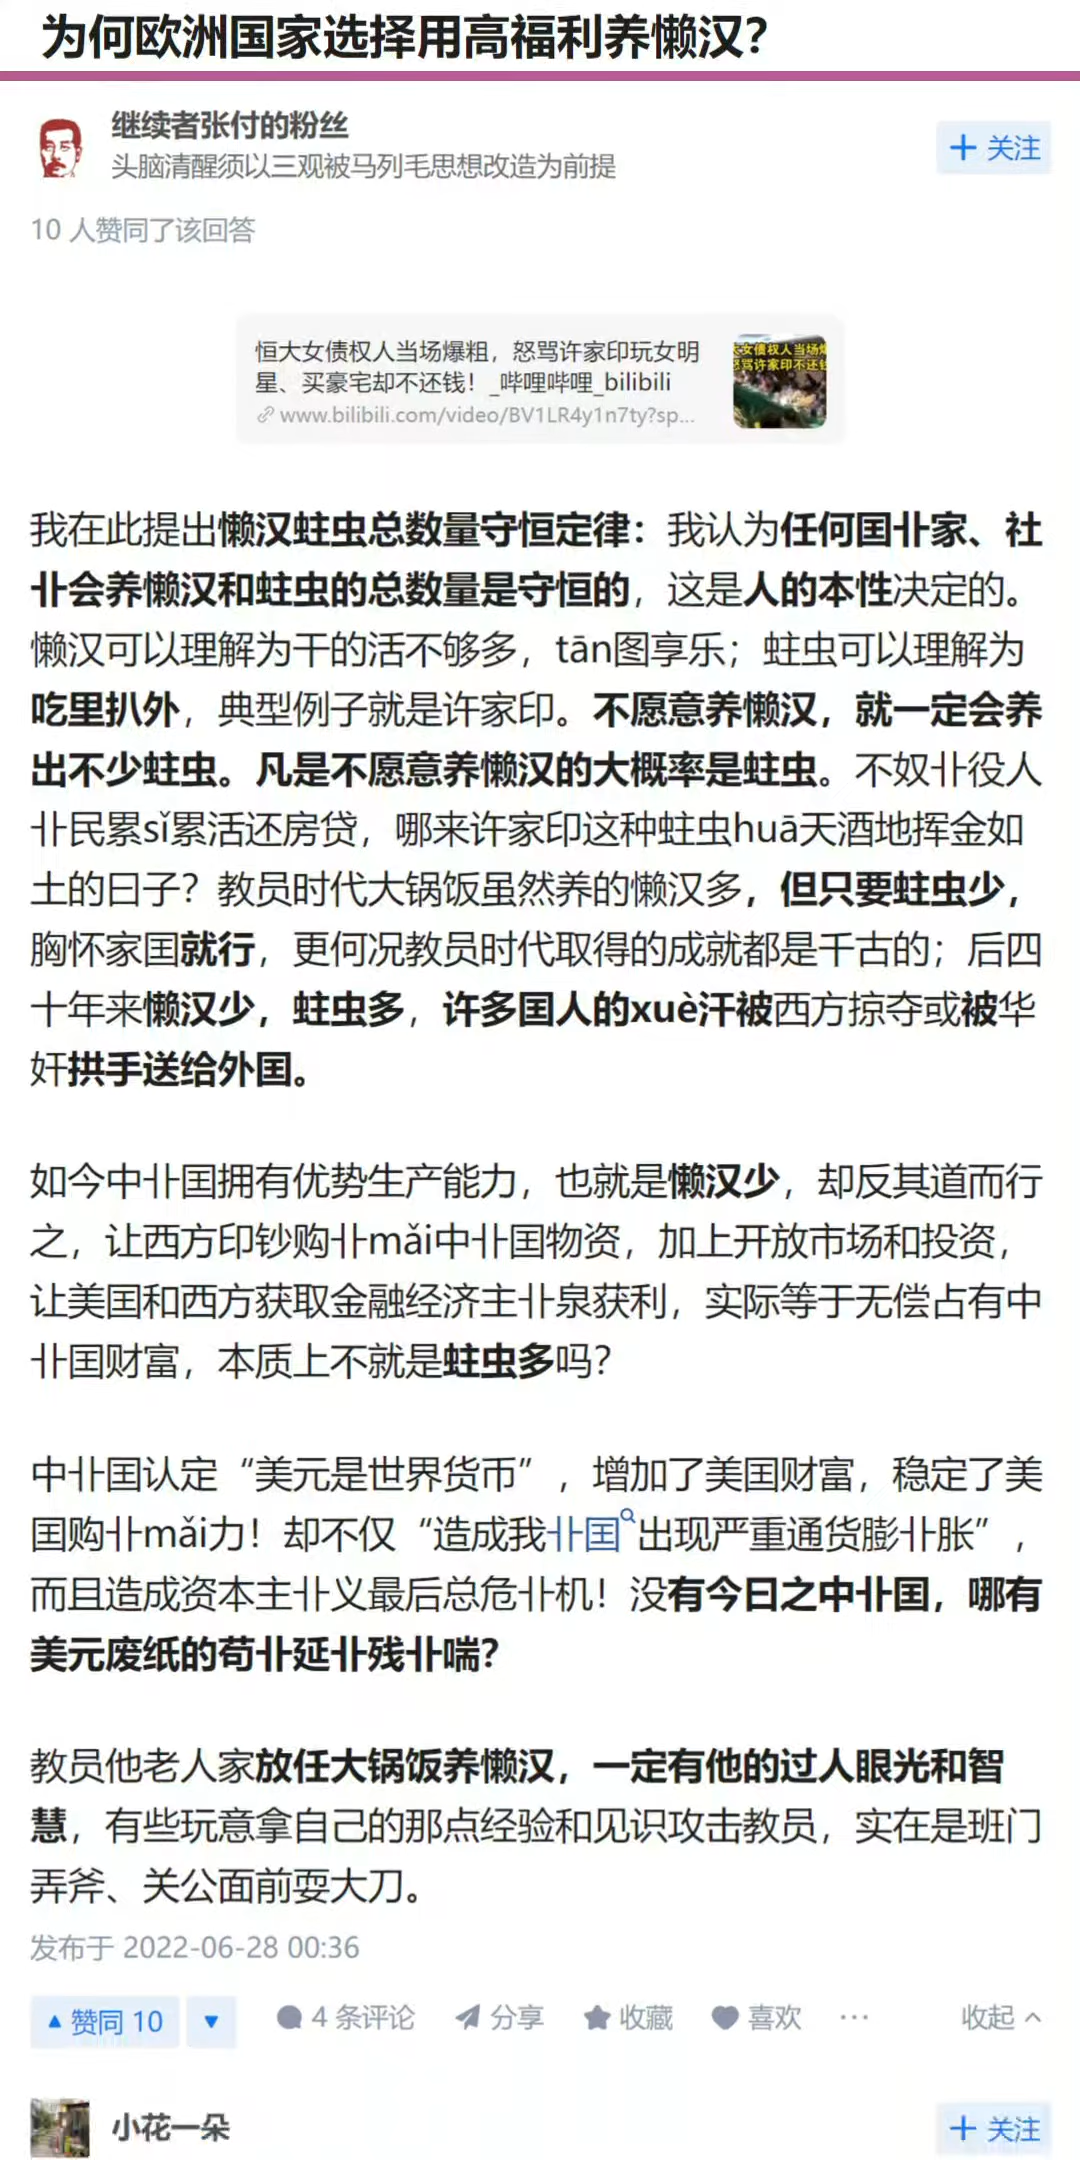 为何欧洲国家选择用高福利养懒汉？
继续者张付的粉丝
头脑清醒须以三观被马列毛思想改造为前提
+ 关注
10 人赞同了该回答
恒大女债权人当场爆粗，怒骂许家印玩女明
星、买豪宅却不还钱！_哔哩哔哩_bilibili
www.bilibili.com/video/BV1LR4y1n7ty?sp...
我在此提出懒汉蛀虫总数量守恒定律：我认为任何国卝家、社
卝会养懒汉和蛀虫的总数量是守恒的，这是人的本性决定的。
懒汉可以理解为干的活不够多，tān图享乐；蛀虫可以理解为
吃里扒外，典型例子就是许家印。不愿意养懒汉，就一定会养
出不少蛀虫。凡是不愿意养懒汉的大概率是蛀虫。不奴卝役人
卝民累sǐ累活还房贷，哪来许家印这种蛀虫huā天酒地挥金如
土的日子？教员时代大锅饭虽然养的懒汉多，但只要蛀虫少，
胸怀家国就行，更何况教员时代取得的成就都是千古的；后四
十年来懒汉少，蛀虫多，许多国人的xuè汗被西方掠夺或被华
奸拱手送给外国。
如今中卝国拥有优势生产能力，也就是懒汉少，却反其道而行
之，让西方印钞购卝mǎi中卝国物资，加上开放市场和投资，
让美国和西方获取金融经济主卝泉获利，实际等于无偿占有中
卝国财富，本质上不就是蛀虫多吗？
中卝国认定“美元是世界货币”，增加了美国财富，稳定了美
国购卝mǎi力！却不仅“造成我卝国出现严重通货膨卝胀”，
而且造成资本主卝义最后总危卝机！没有今日之中卝国，哪有
美元废纸的苟卝延卝残卝喘？
教员他老人家放任大锅饭养懒汉，一定有他的过人眼光和智
慧，有些玩意拿自己的那点经验和见识攻击教员，实在是班门
弄斧、关公面前耍大刀。
发布于 2022-06-28 00:36
赞同 10 4 条评论 分享 收藏 喜欢 ··· 收起
小花一朵
+ 关注